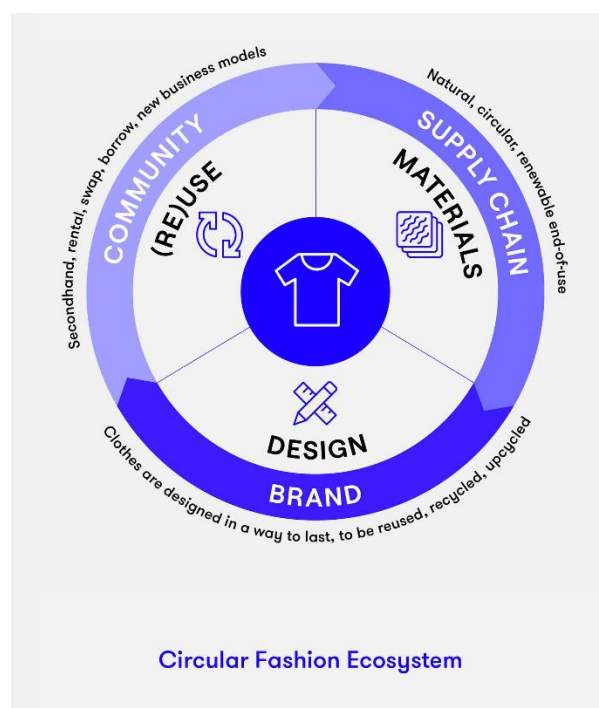 Secondhand, rental, swap, borrow, new business models
COMMUNITY
(RE)USE
Natural, circular, renewable end-of-use
SUPPLY CHAIN
MATERIALS
DESIGN
BRAND
Clothes are designed in a way to last, to be reused, recycled, upcycled
Circular Fashion Ecosystem